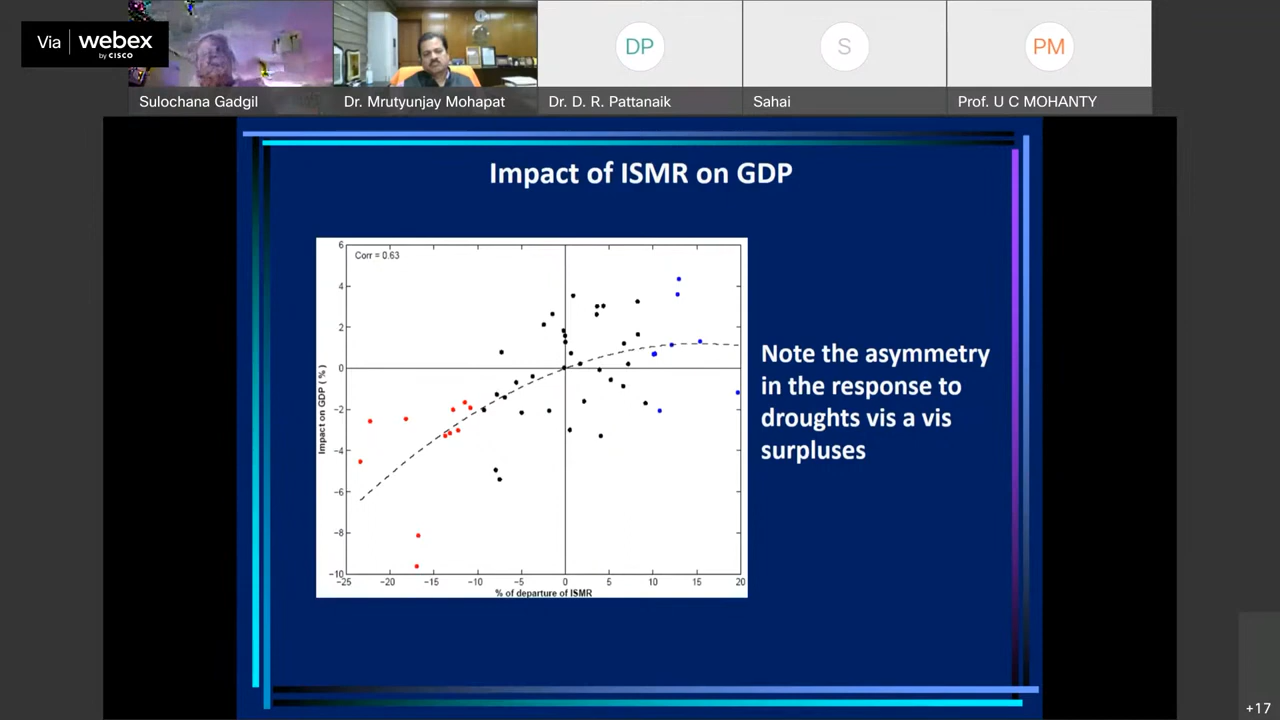 Via webex
by CISCO
DP
S
PM
Sulochana Gadgil
Dr. Mrutyunjay Mohapat
Dr. D. R. Pattanaik
Sahai
Prof. U C MOHANTY
Impact of ISMR on GDP
Corr = 0.63
6
4
2
0
−2
−4
−6
−8
−10
Impact on GDP (%)
−25 −20 −15 −10 −5 0 5 10 15 20
% of departure of ISMR
Note the asymmetry
in the response to
droughts vis a vis
surpluses
+17